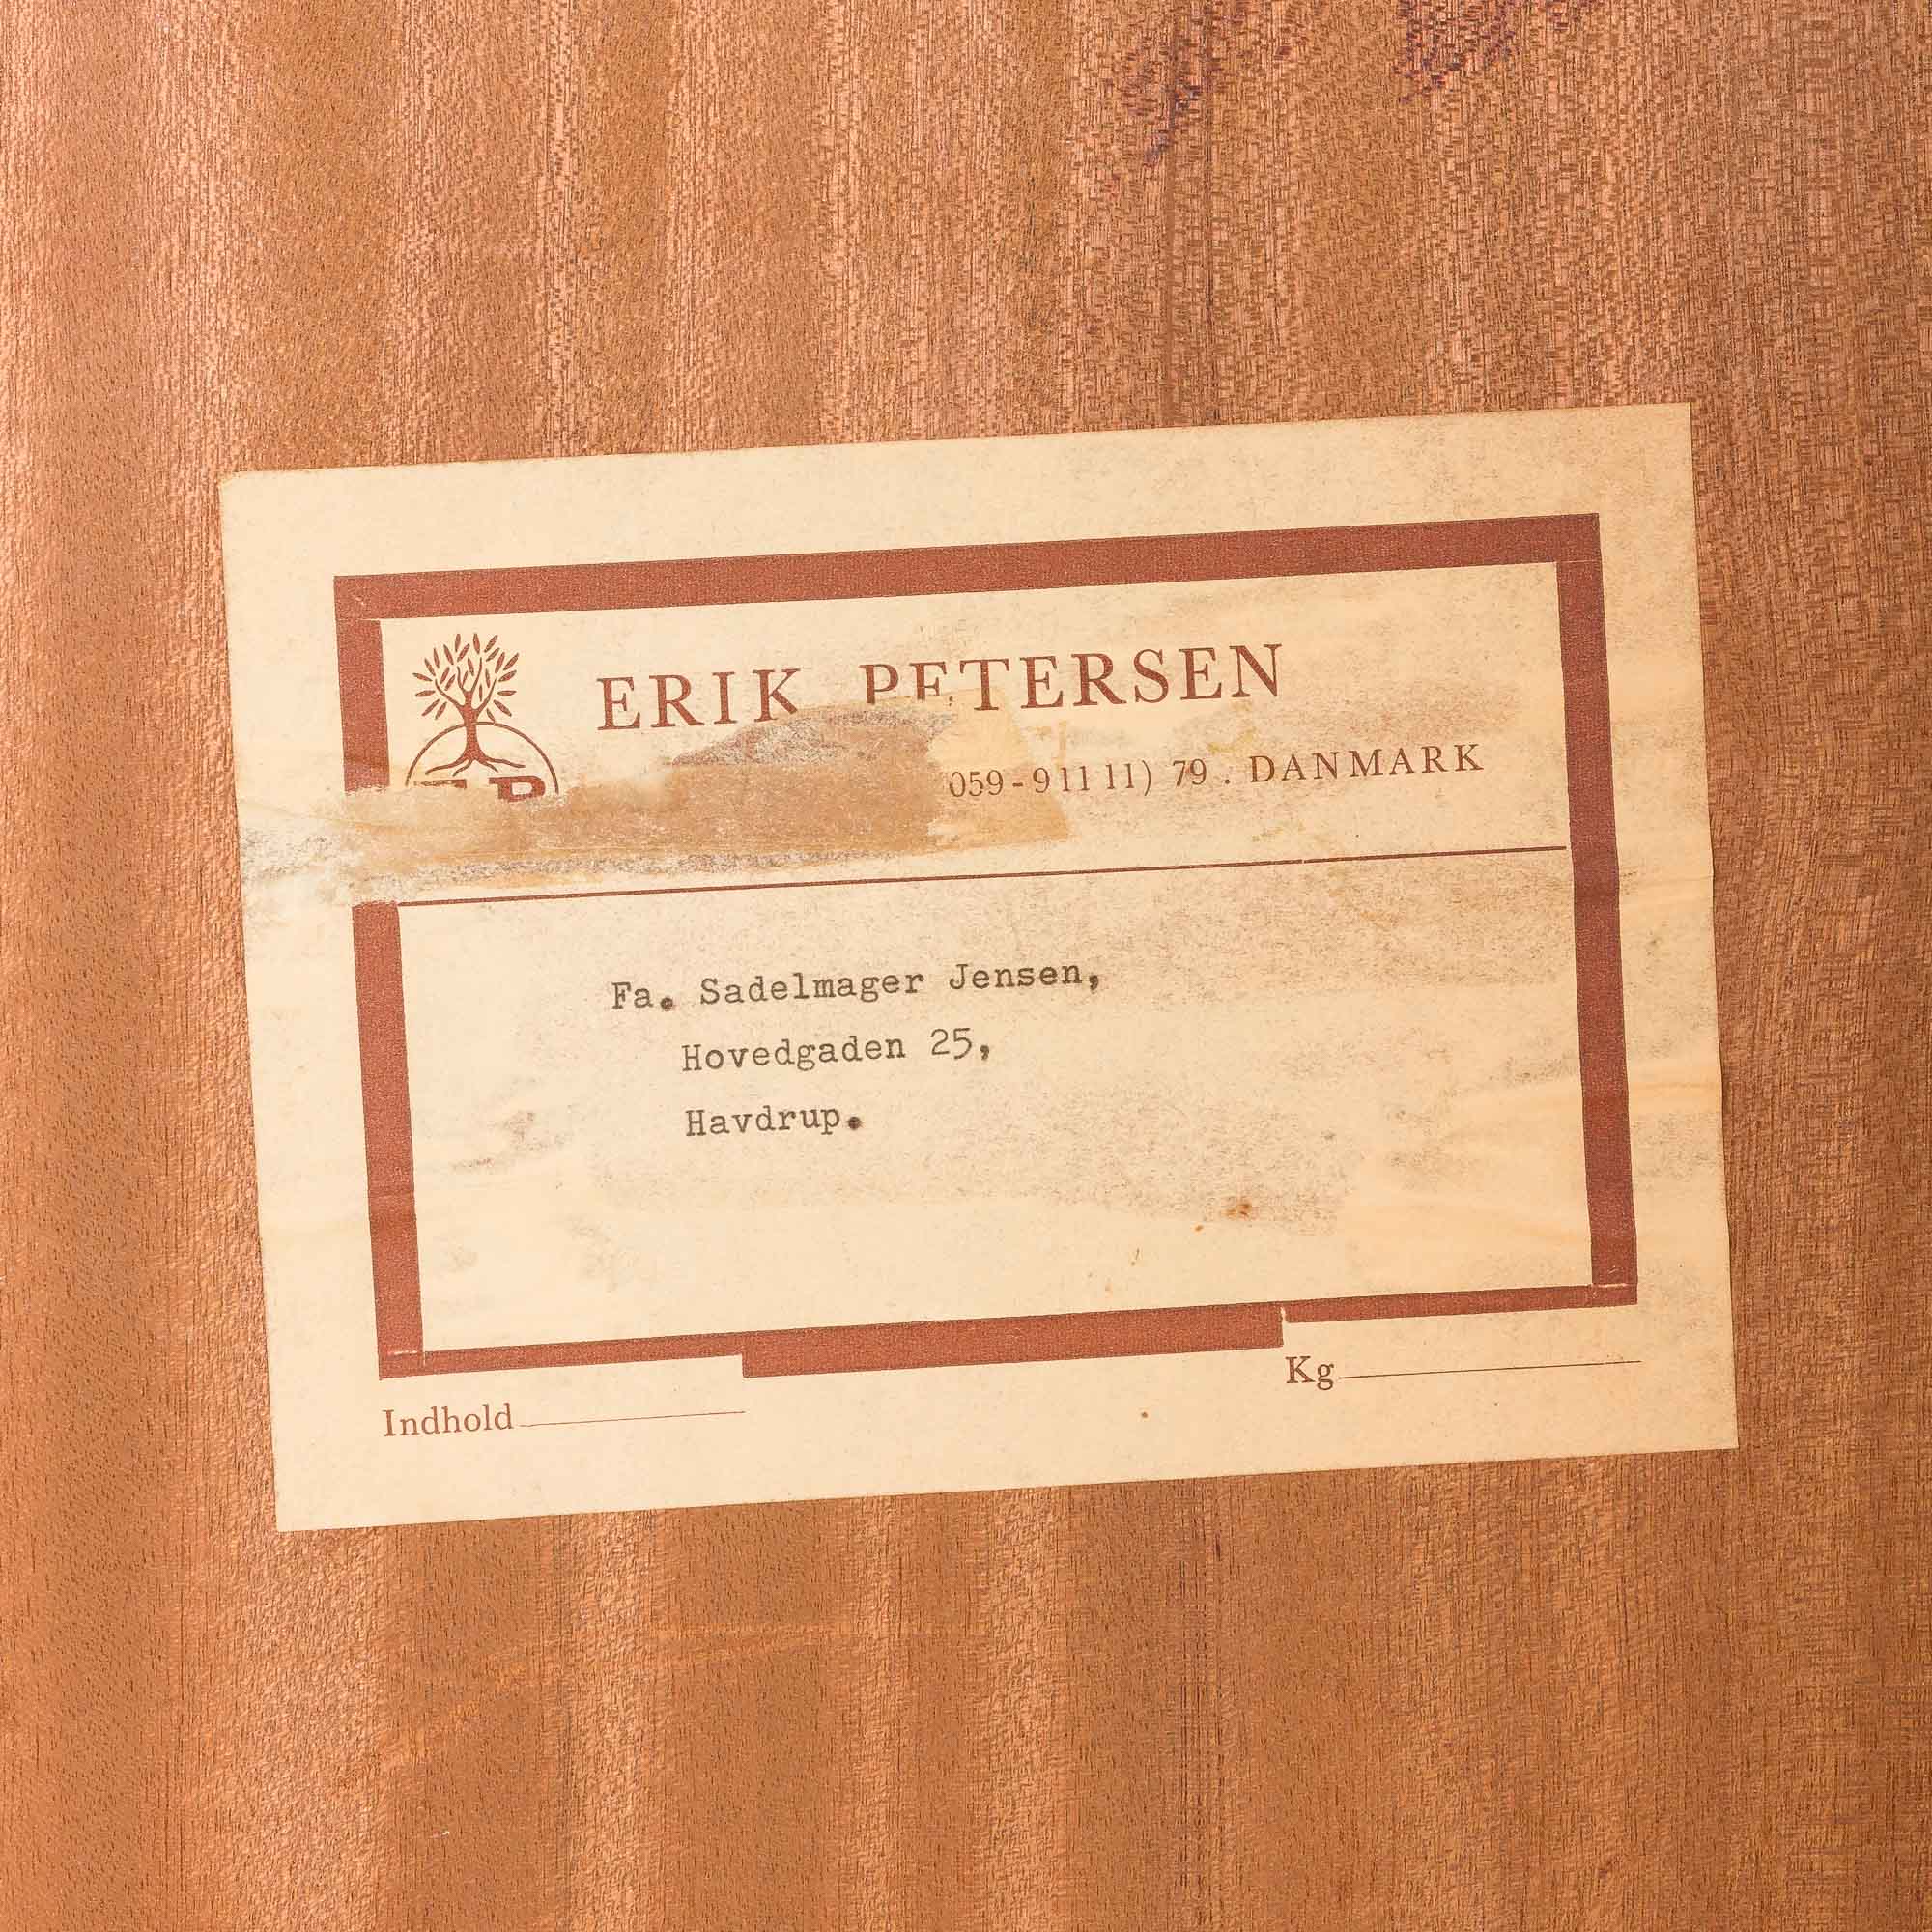 ERIK PETERSEN
059-911 11) 79. DANMARK
Fa. Sadelmager Jensen,
Hovedgaden 25,
Havdrup.
Kg
Indhold